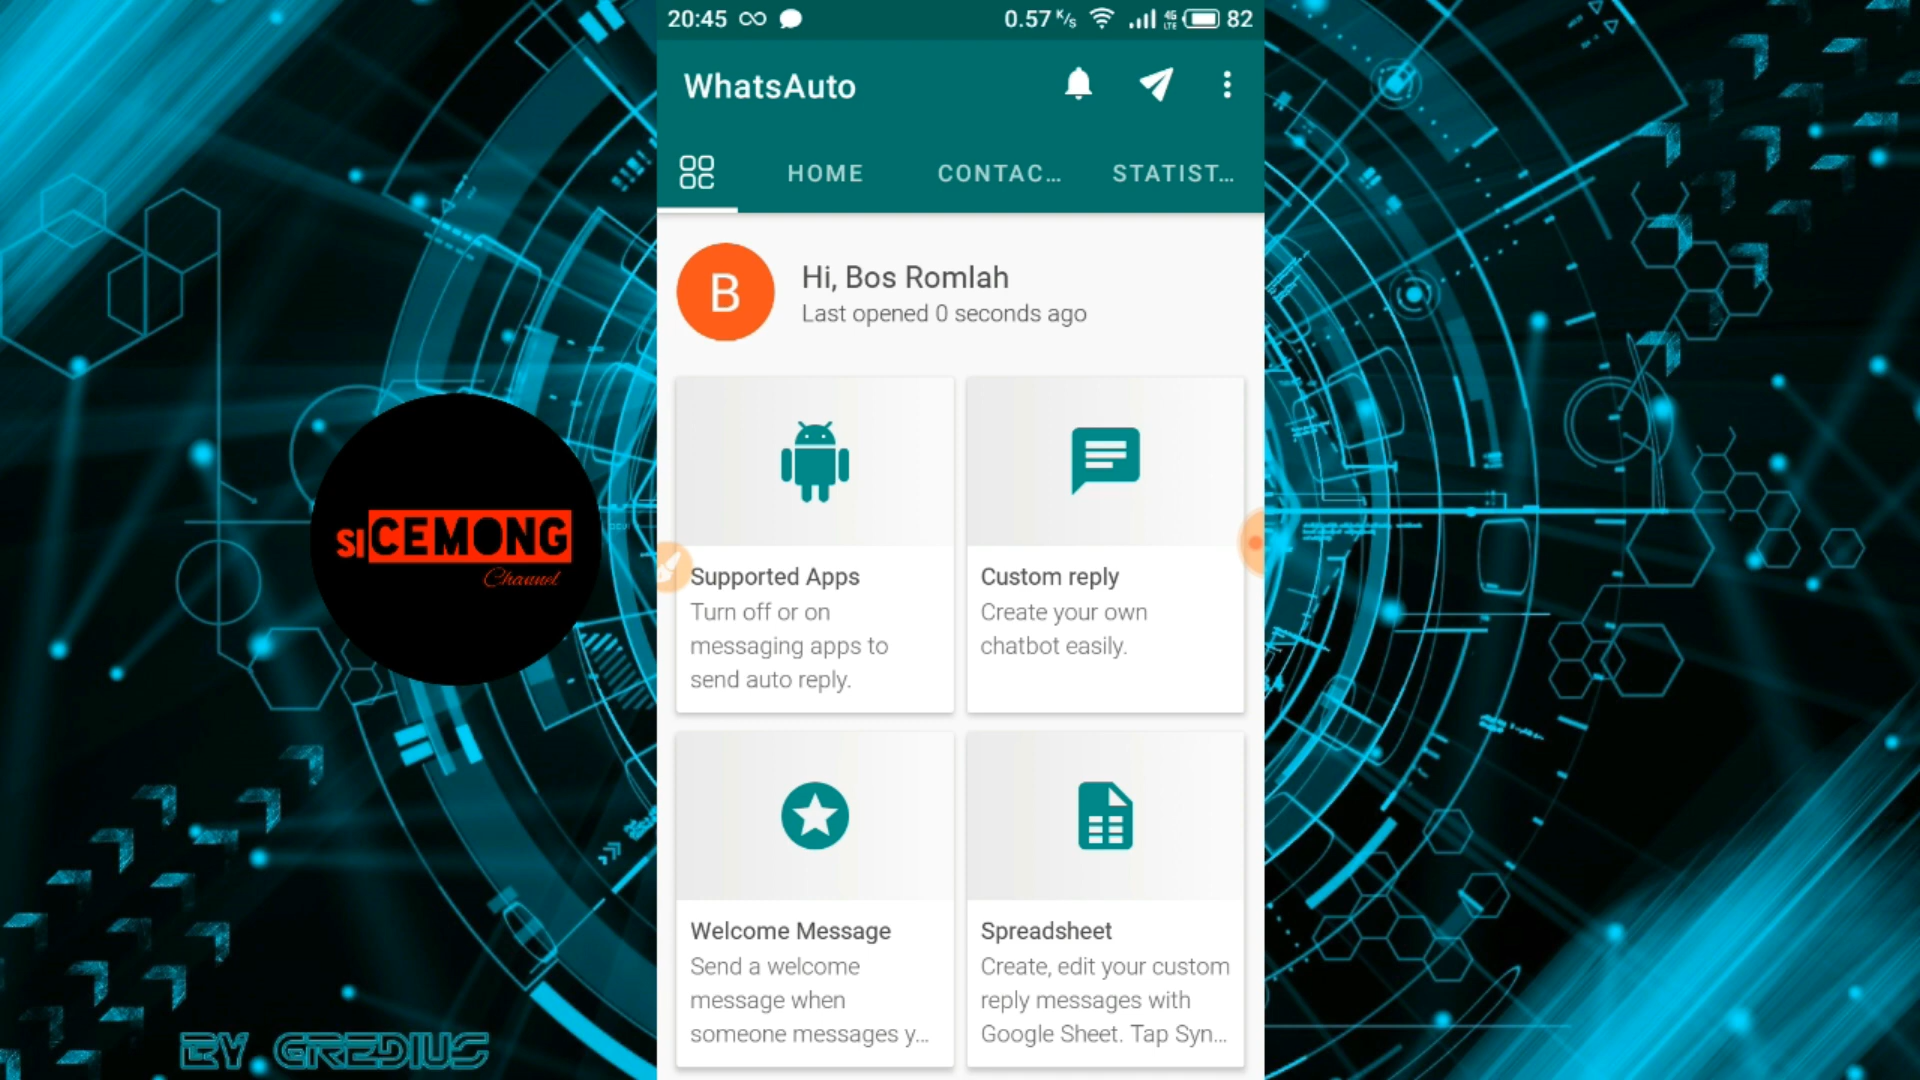 20:45
0.57 K/s
4G
LTE
82
WhatsAuto
HOME
CONTAC...
STATIST...
B
Hi, Bos Romlah
Last opened 0 seconds ago
Supported Apps
Turn off or on
messaging apps to
send auto reply.
Custom reply
Create your own
chatbot easily.
Welcome Message
Send a welcome
message when
someone messages y...
Spreadsheet
Create, edit your custom
reply messages with
Google Sheet. Tap Syn...
SICEMONG
Channel
BY GREDIUS